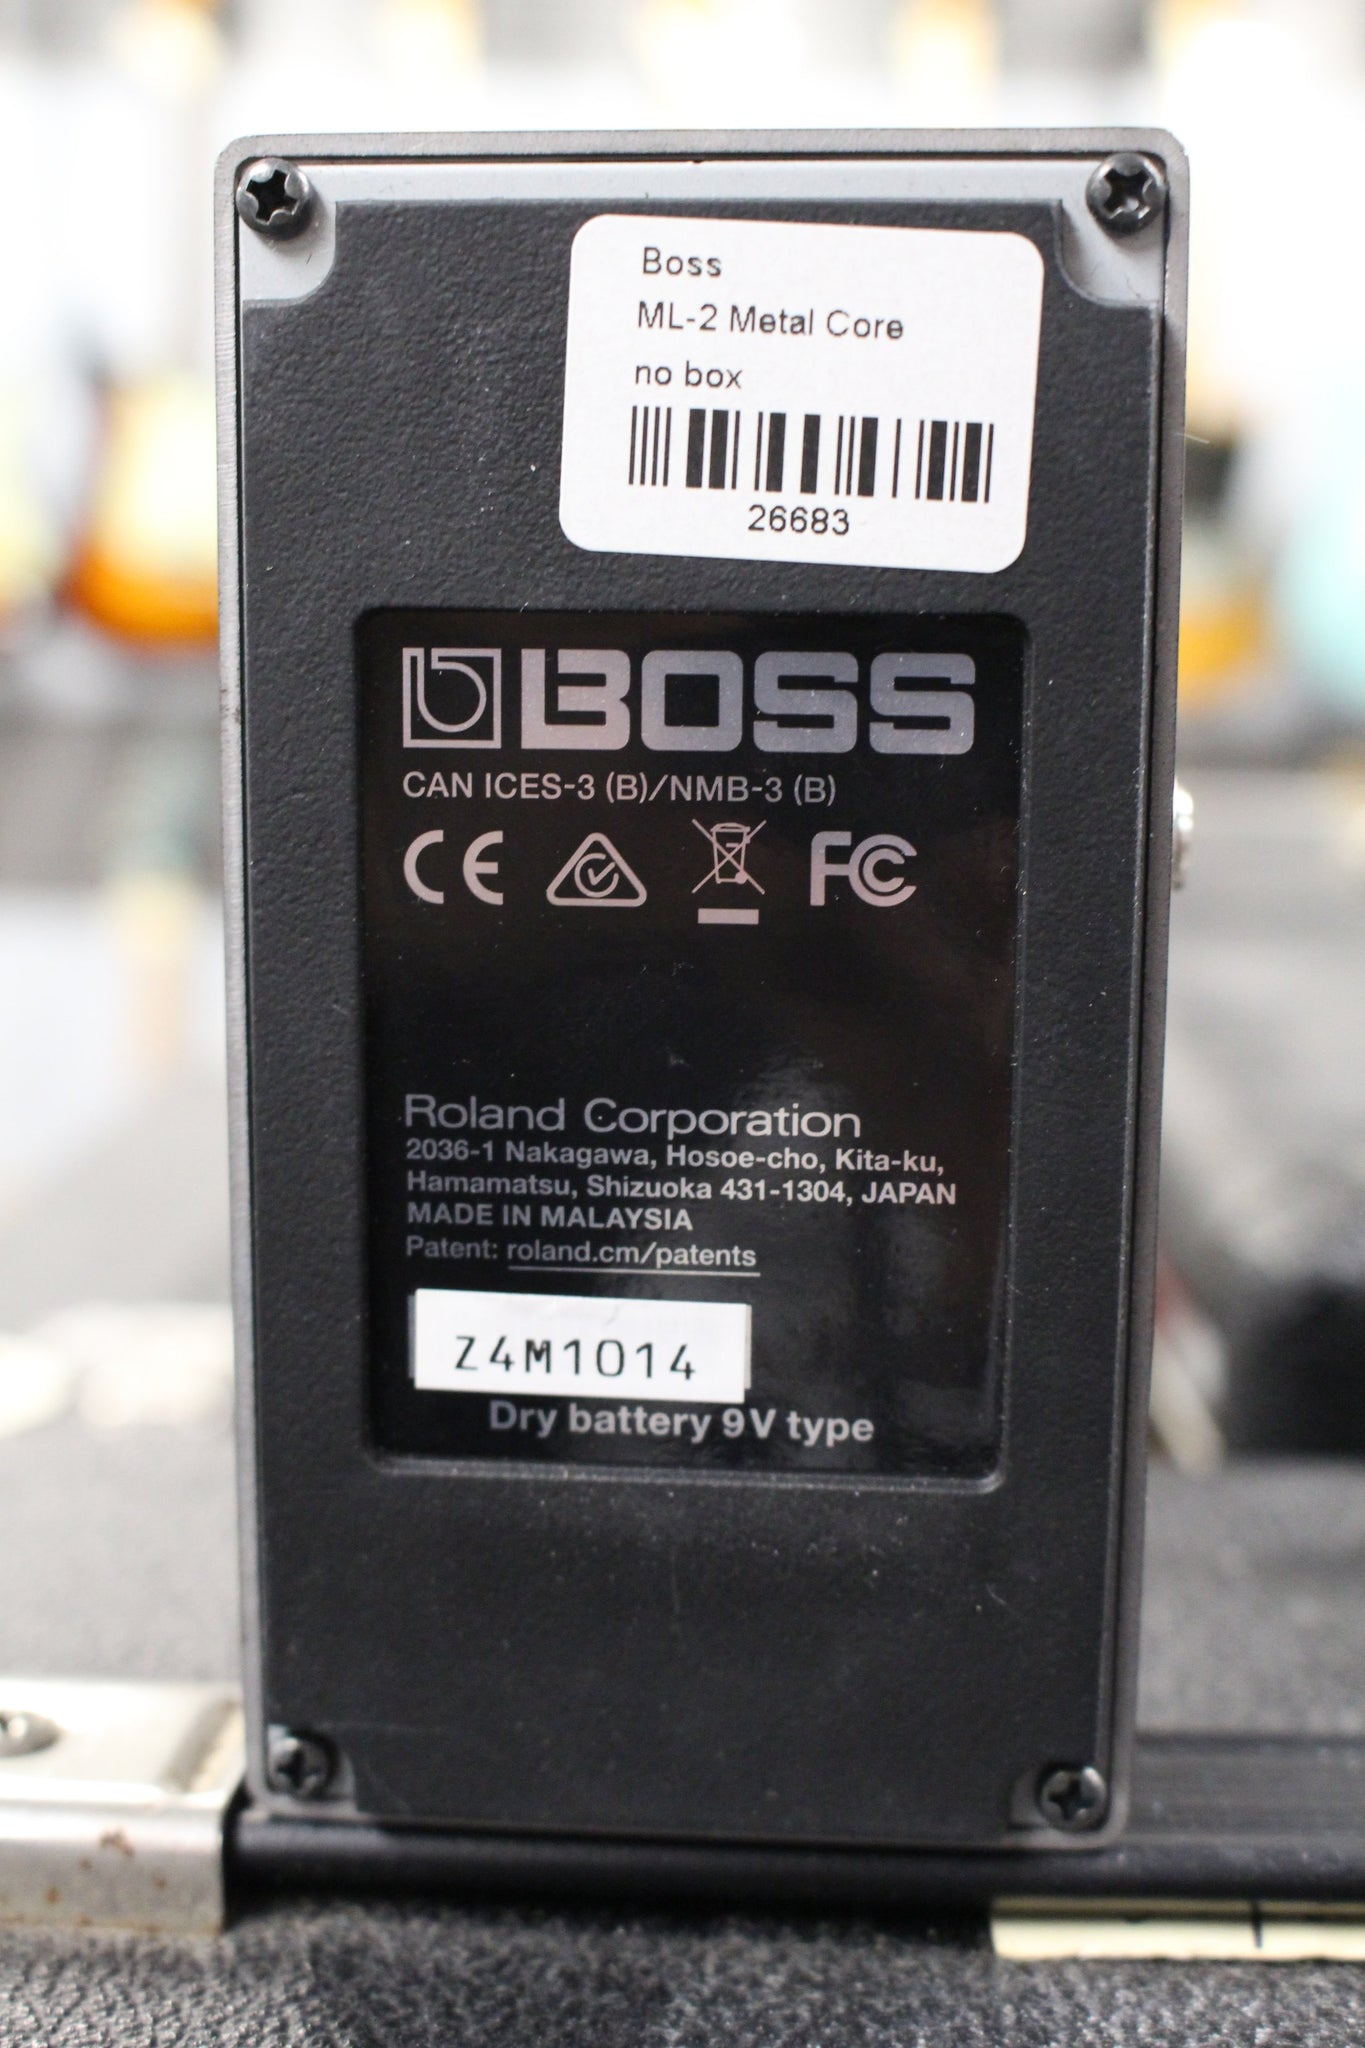 Boss
ML-2 Metal Core
no box
26683
BOSS
CAN ICES-3 (B)/NMB-3 (B)
CE
FC
Roland Corporation
2036-1 Nakagawa, Hosoe-cho, Kita-ku,
Hamamatsu, Shizuoka 431-1304, JAPAN
MADE IN MALAYSIA
Patent: roland.cm/patents
Z4M1014
Dry battery 9V type